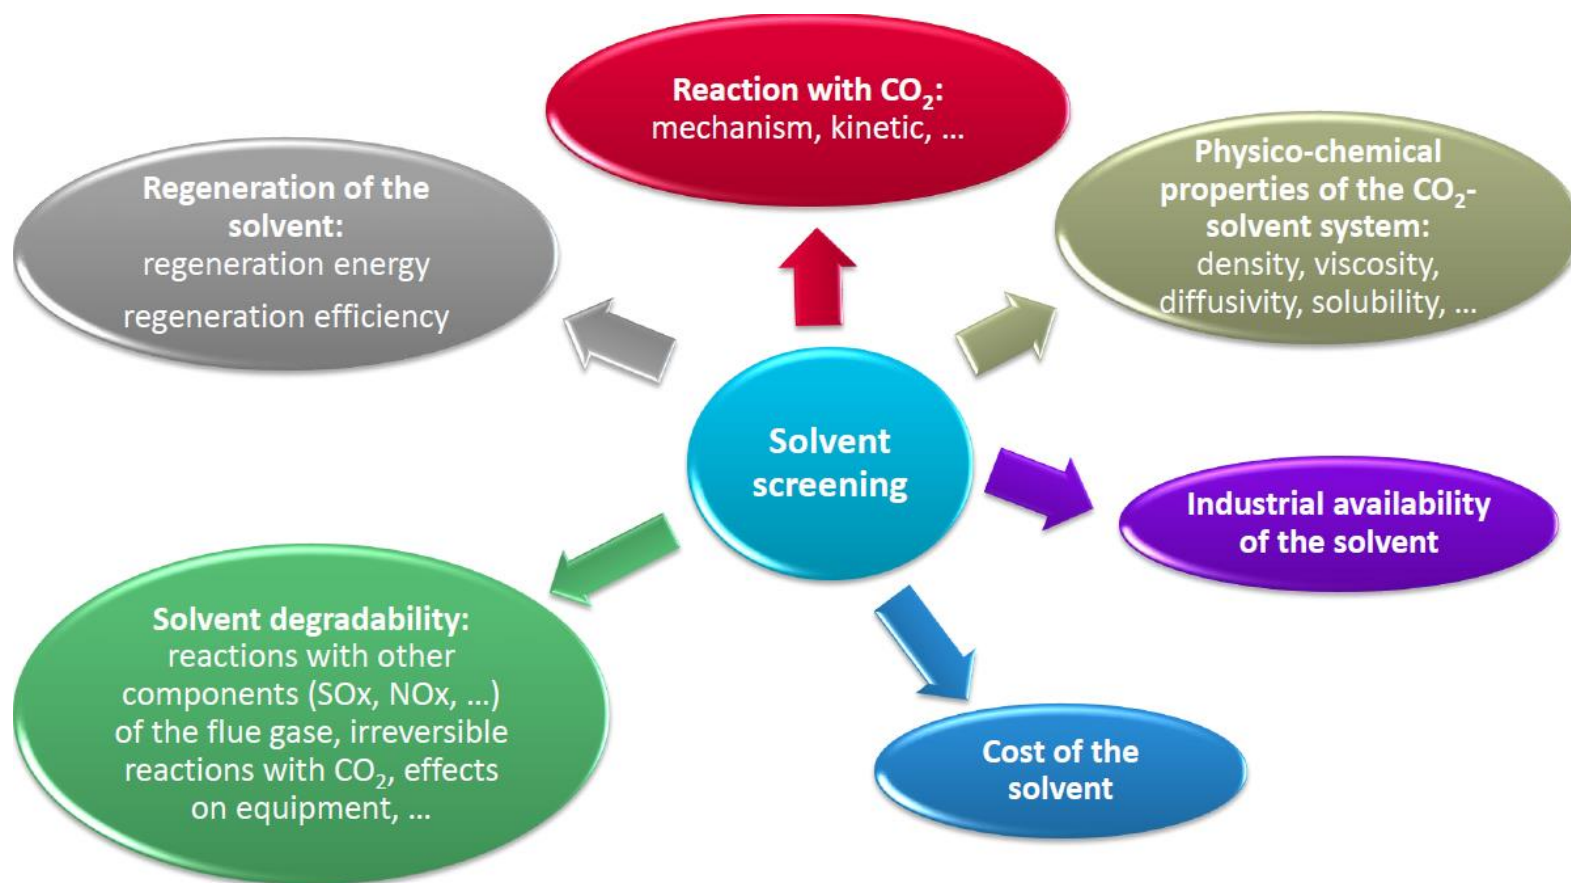 Reaction with CO₂:
mechanism, kinetic, ...
Regeneration of the
solvent:
regeneration energy
regeneration efficiency
Physico-chemical
properties of the CO₂-
solvent system:
density, viscosity,
diffusivity, solubility, ...
Solvent
screening
Industrial availability
of the solvent
Solvent degradability:
reactions with other
components (SOx, NOx, ...)
of the flue gase, irreversible
reactions with CO₂, effects
on equipment, ...
Cost of the
solvent